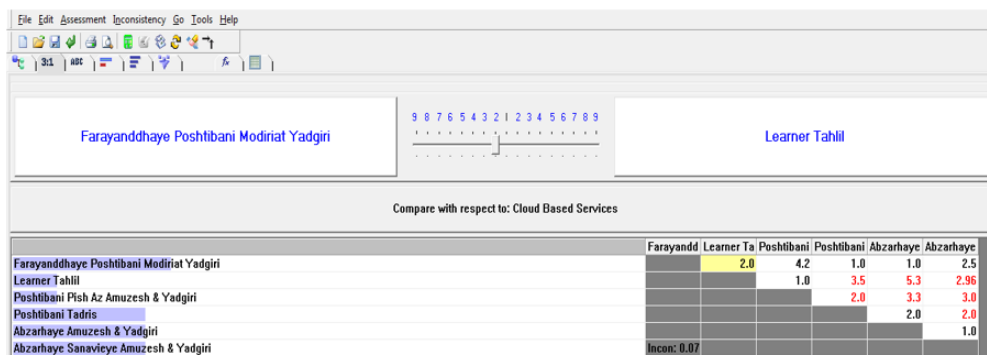 File Edit Assessment Inconsistency Go Tools Help
3:1 ABC fx
9 8 7 6 5 4 3 2 1 2 3 4 5 6 7 8 9
Farayanddhaye Poshtibani Modiriat Yadgiri Learner Tahlil
Compare with respect to: Cloud Based Services
Farayandd Learner Ta Poshtibani Poshtibani Abzarhaye Abzarhaye
Farayanddhaye Poshtibani Modiriat Yadgiri 2.0 4.2 1.0 1.0 2.5
Learner Tahlil 1.0 3.5 5.3 2.96
Poshtibani Pish Az Amuzesh & Yadgiri 2.0 3.3 3.0
Poshtibani Tadris 2.0 2.0
Abzarhaye Amuzesh & Yadgiri 1.0
Abzarhaye Sanavieye Amuzesh & Yadgiri Incon: 0.07